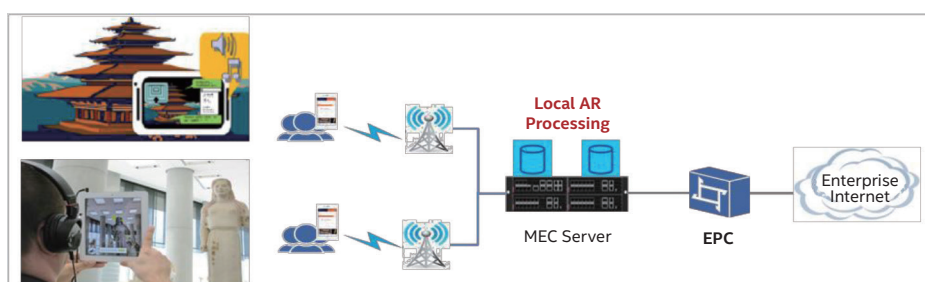 Local AR
Processing
MEC Server
EPC
Enterprise
Internet